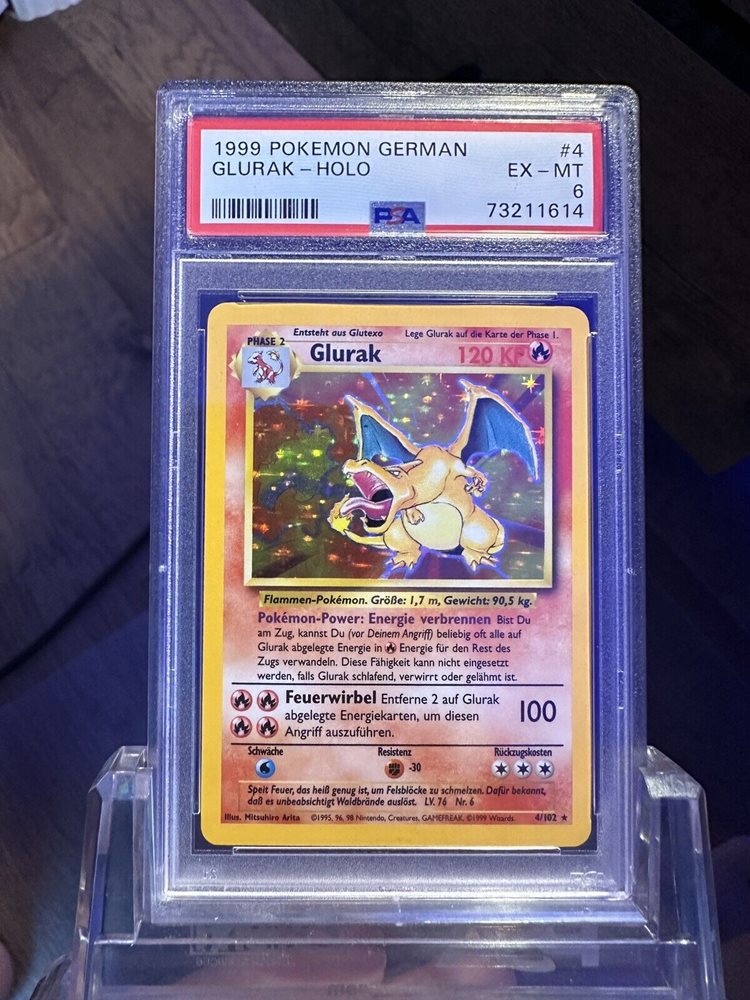 1999 POKEMON GERMAN #4
GLURAK – HOLO EX – MT
6
PSA 73211614
Entsteht aus Glutexo Lege Glurak auf die Karte der Phase 1.
PHASE 2
Glurak 120 KP
Flammen-Pokémon. Größe: 1,7 m, Gewicht: 90,5 kg.
Pokémon-Power: Energie verbrennen Bist Du
am Zug, kannst Du (vor Deinem Angriff) beliebig oft alle auf
Glurak abgelegte Energie in Energie für den Rest des
Zugs verwandeln. Diese Fähigkeit kann nicht eingesetzt
werden, falls Glurak schlafend, verwirrt oder gelähmt ist.
Feuerwirbel Entferne 2 auf Glurak
abgelegte Energiekarten, um diesen 100
Angriff auszuführen.
Schwäche Resistenz Rückzugskosten
-30
Speit Feuer, das heiß genug ist, um Felsblöcke zu schmelzen. Dafür bekannt,
daß es unbeabsichtigt Waldbrände auslöst. LV. 76 Nr. 6
Illus. Mitsuhiro Arita ©1995, 96, 98 Nintendo, Creatures, GAMEFREAK. ©1999 Wizards. 4/102 ★